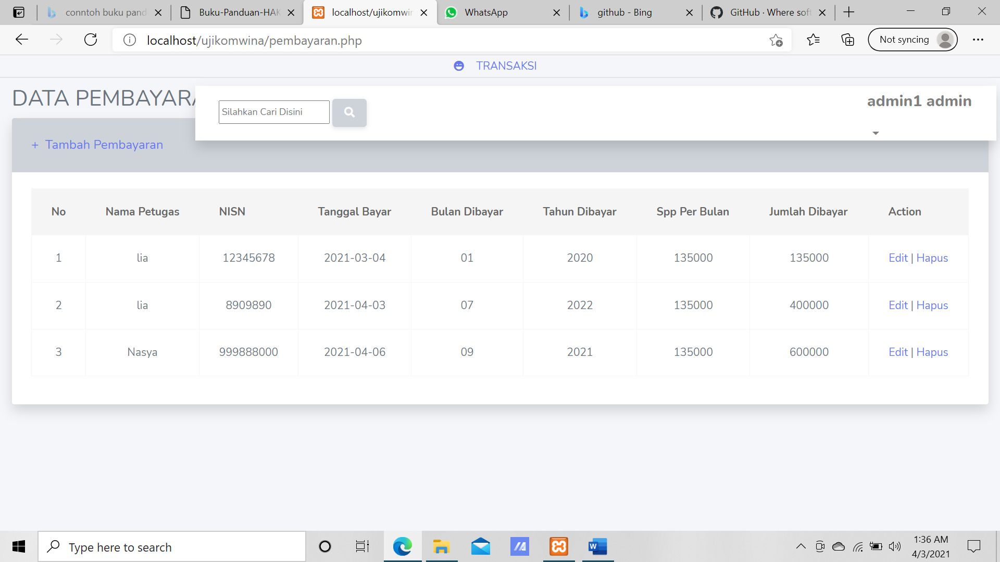 conntoh buku pand
Buku-Panduan-HAK
localhost/ujikomwin
WhatsApp
github - Bing
GitHub · Where soft
localhost/ujikomwina/pembayaran.php
Not syncing
TRANSAKSI
DATA PEMBAYARA
Silahkan Cari Disini
admin1 admin
+ Tambah Pembayaran
No Nama Petugas NISN Tanggal Bayar Bulan Dibayar Tahun Dibayar Spp Per Bulan Jumlah Dibayar Action
1 lia 12345678 2021-03-04 01 2020 135000 135000 Edit | Hapus
2 lia 8909890 2021-04-03 07 2022 135000 400000 Edit | Hapus
3 Nasya 999888000 2021-04-06 09 2021 135000 600000 Edit | Hapus
Type here to search
1:36 AM
4/3/2021